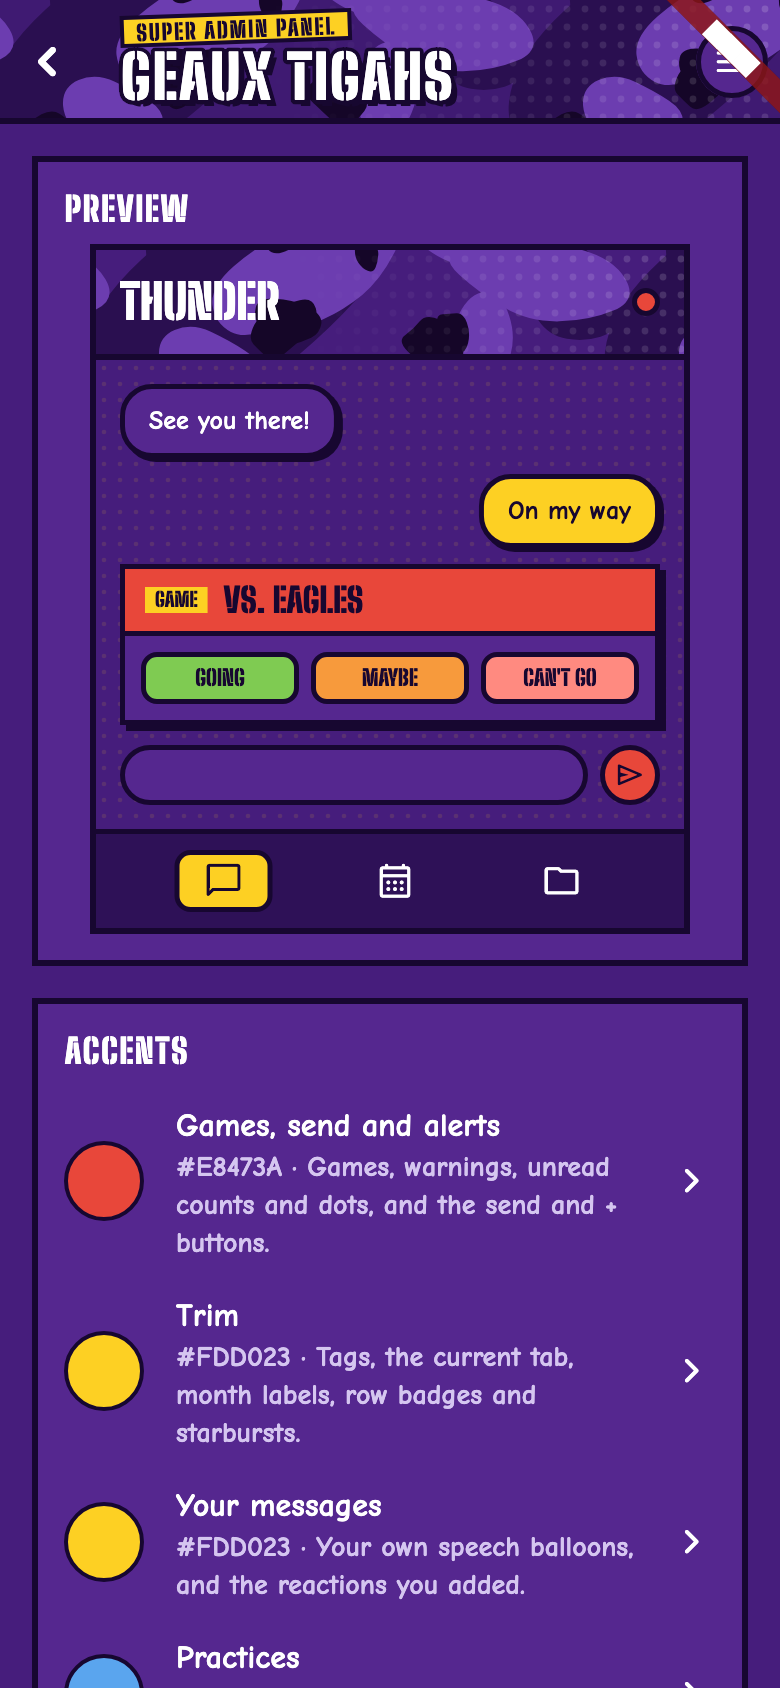 SUPER ADMIN PANEL
GEAUX TIGAHS
PREVIEW
THUNDER
See you there!
On my way
GAME VS. EAGLES
GOING MAYBE CAN'T GO
ACCENTS
Games, send and alerts
#E8473A · Games, warnings, unread
counts and dots, and the send and +
buttons.
Trim
#FDD023 · Tags, the current tab,
month labels, row badges and
starbursts.
Your messages
#FDD023 · Your own speech balloons,
and the reactions you added.
Practices